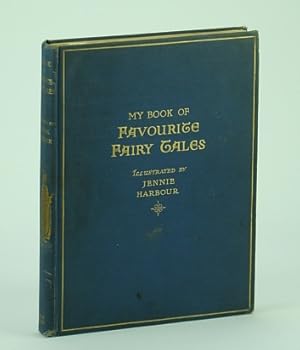 MY BOOK OF
FAVOURITE
FAIRY TALES
ILLUSTRATED BY
JENNIE
HARBOUR